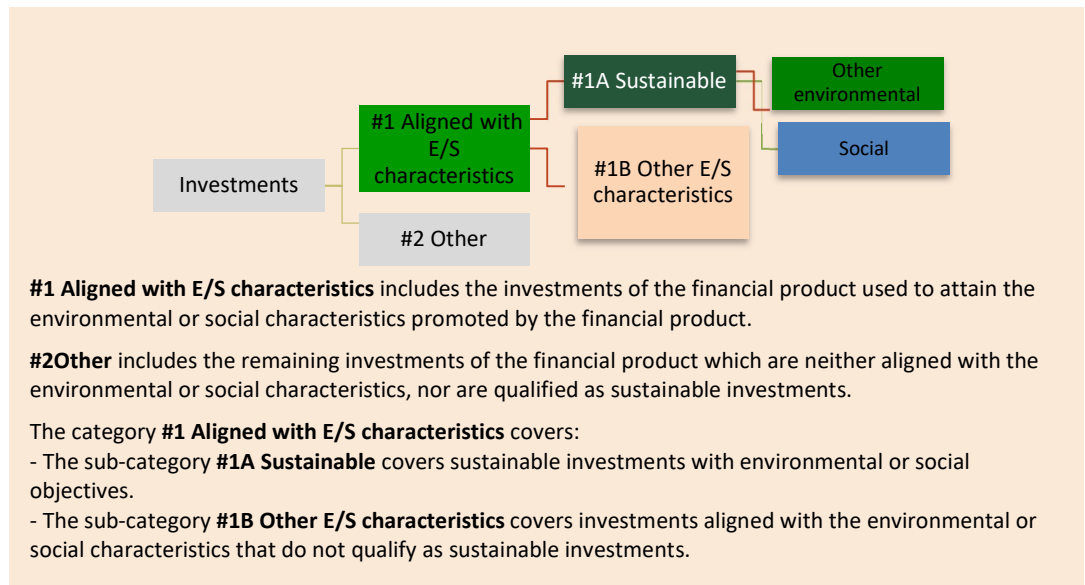 #1A Sustainable
Other
environmental
#1 Aligned with
E/S
characteristics
Social
#1B Other E/S
characteristics
Investments
#2 Other
#1 Aligned with E/S characteristics includes the investments of the financial product used to attain the
environmental or social characteristics promoted by the financial product.
#2Other includes the remaining investments of the financial product which are neither aligned with the
environmental or social characteristics, nor are qualified as sustainable investments.
The category #1 Aligned with E/S characteristics covers:
- The sub-category #1A Sustainable covers sustainable investments with environmental or social
objectives.
- The sub-category #1B Other E/S characteristics covers investments aligned with the environmental or
social characteristics that do not qualify as sustainable investments.